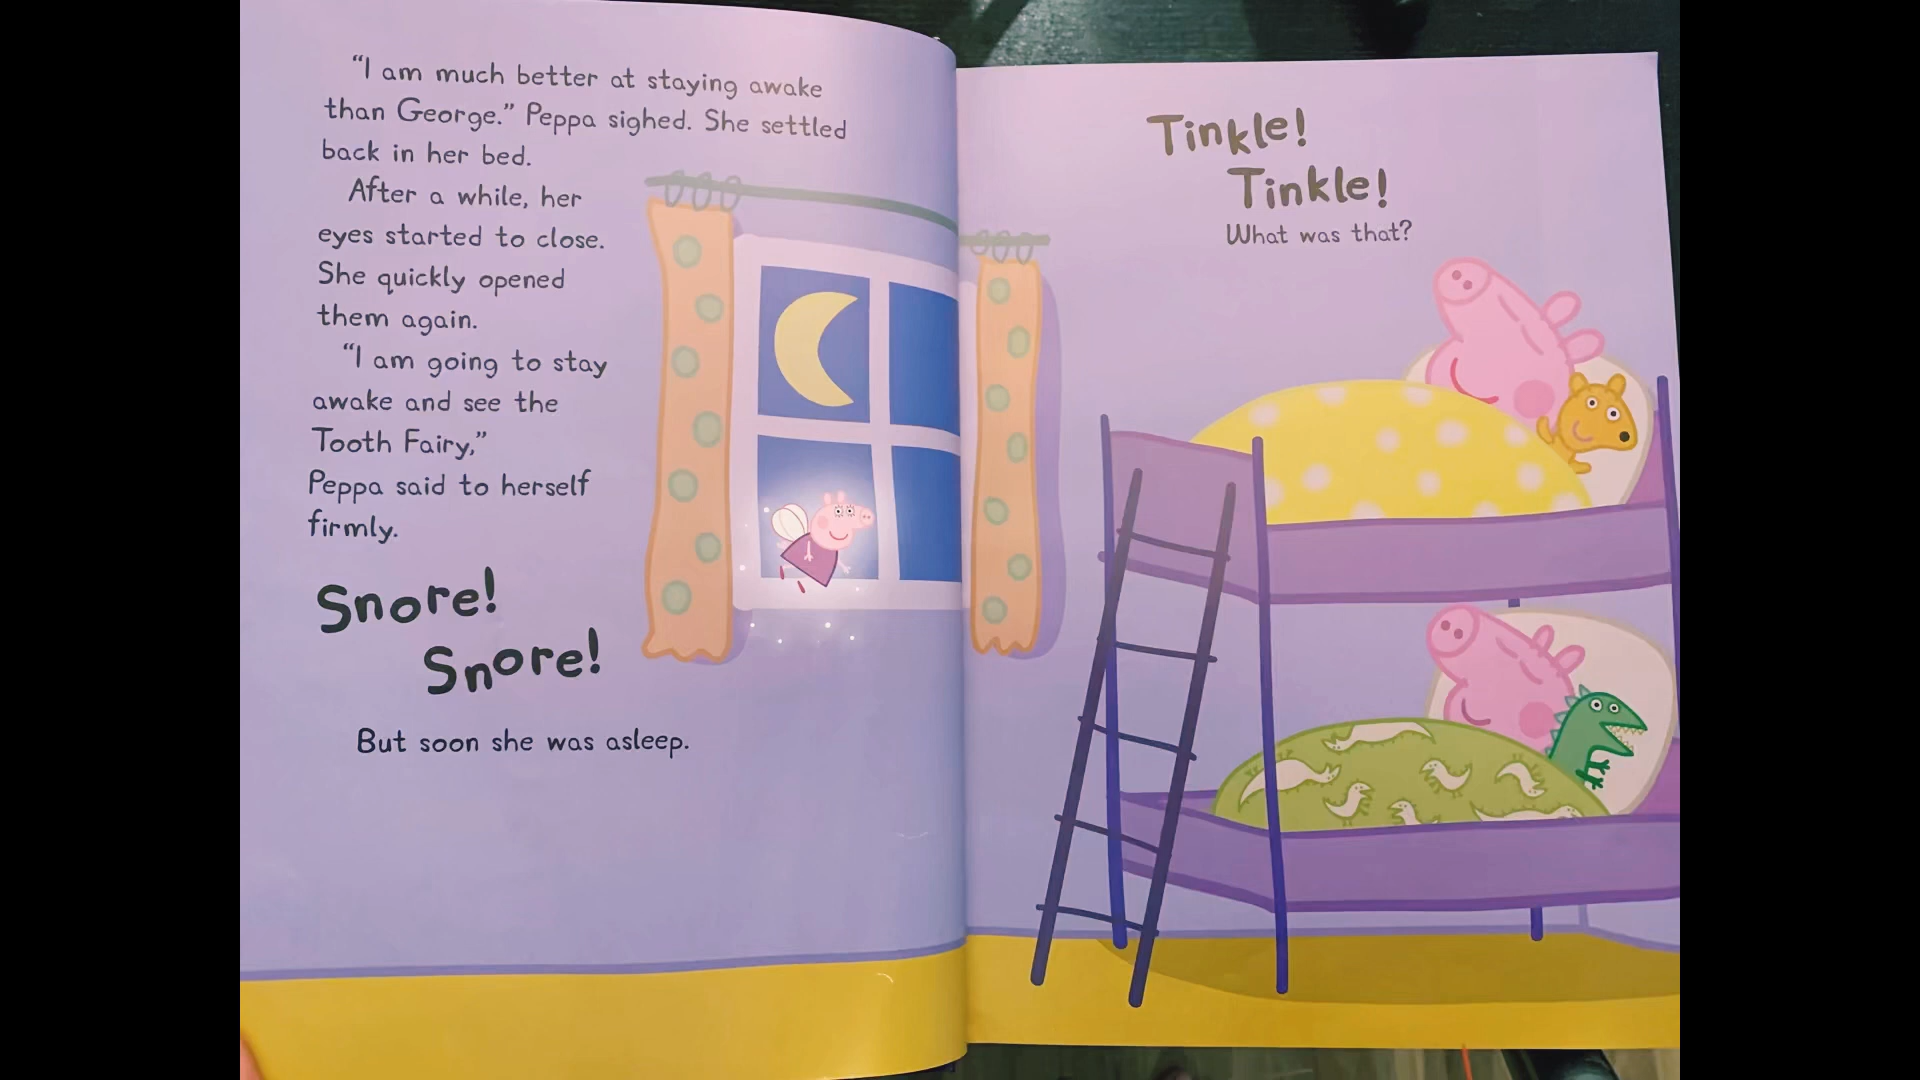 “I am much better at staying awake
than George.” Peppa sighed. She settled
back in her bed.
After a while, her
eyes started to close.
She quickly opened
them again.
“I am going to stay
awake and see the
Tooth Fairy,”
Peppa said to herself
firmly.
Snore!
Snore!
But soon she was asleep.
Tinkle!
Tinkle!
What was that?